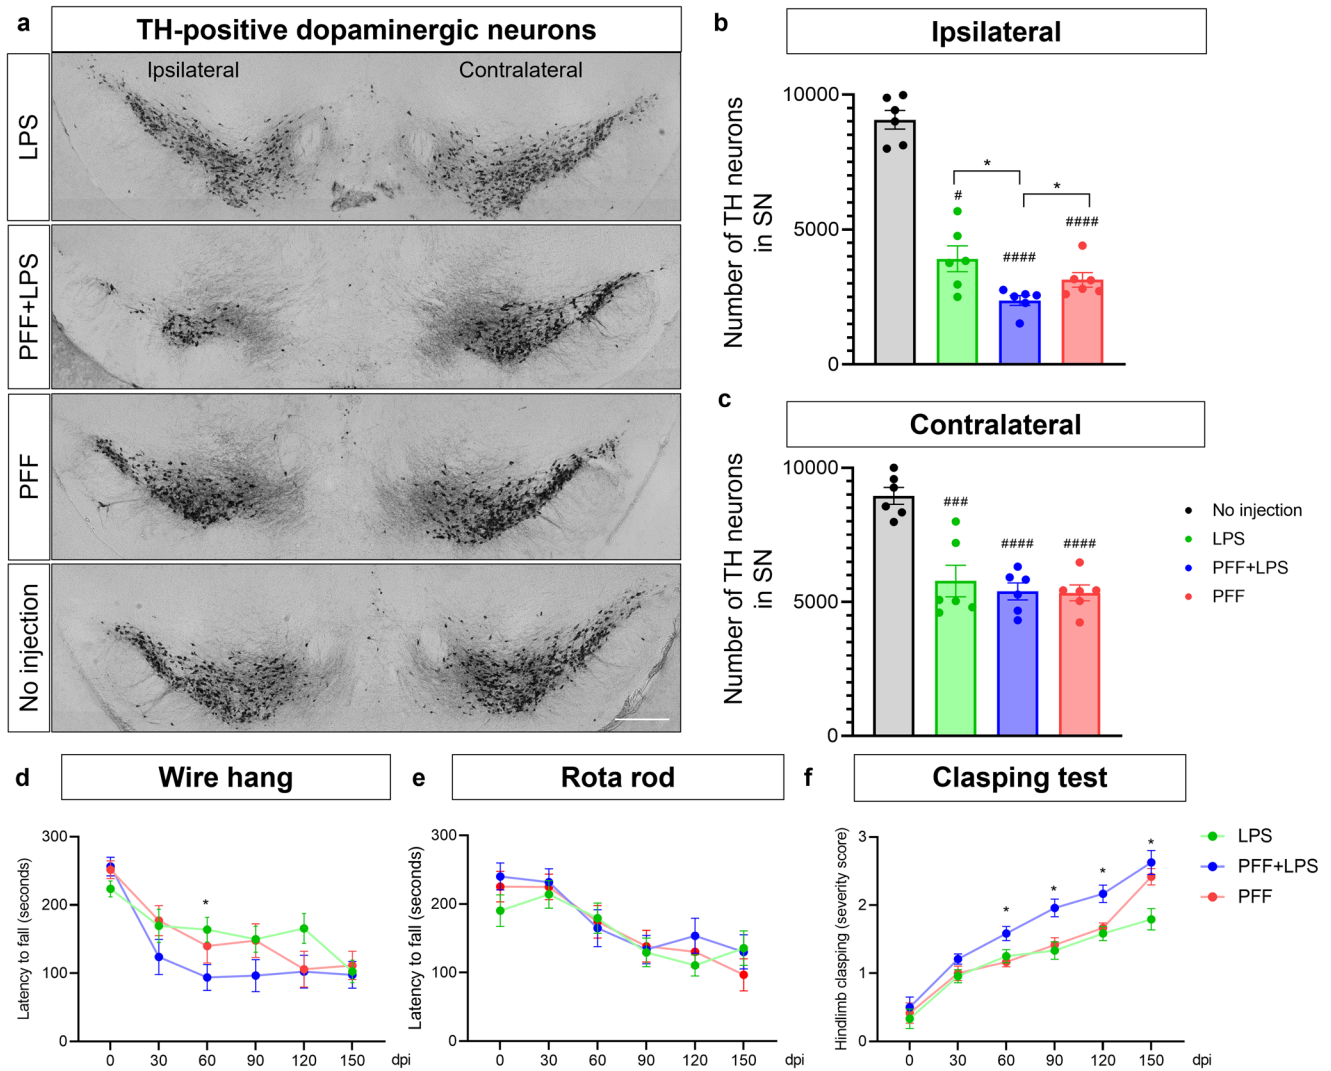 a
TH-positive dopaminergic neurons
Ipsilateral
Contralateral
LPS
PFF+LPS
PFF
No injection
b
Ipsilateral
Number of TH neurons
in SN
10000
5000
0
*
*
#
####
####
c
Contralateral
Number of TH neurons
in SN
10000
5000
0
###
####
####
No injection
LPS
PFF+LPS
PFF
d
Wire hang
Latency to fall (seconds)
300
200
100
0
*
0 30 60 90 120 150 dpi
e
Rota rod
Latency to fall (seconds)
300
200
100
0
0 30 60 90 120 150 dpi
f
Clasping test
Hindlimb clasping (severity score)
3
2
1
0
* * * *
0 30 60 90 120 150 dpi
LPS
PFF+LPS
PFF